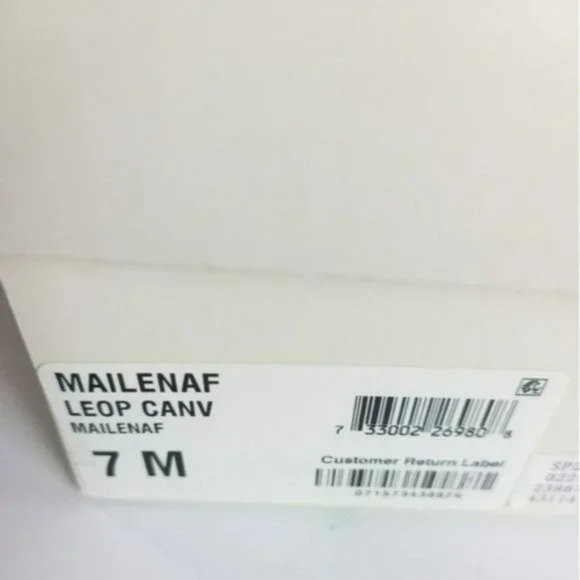 MAILENAF
LEOP CANV
MAILENAF
7 M
7 33002 26980 8
Customer Return Label